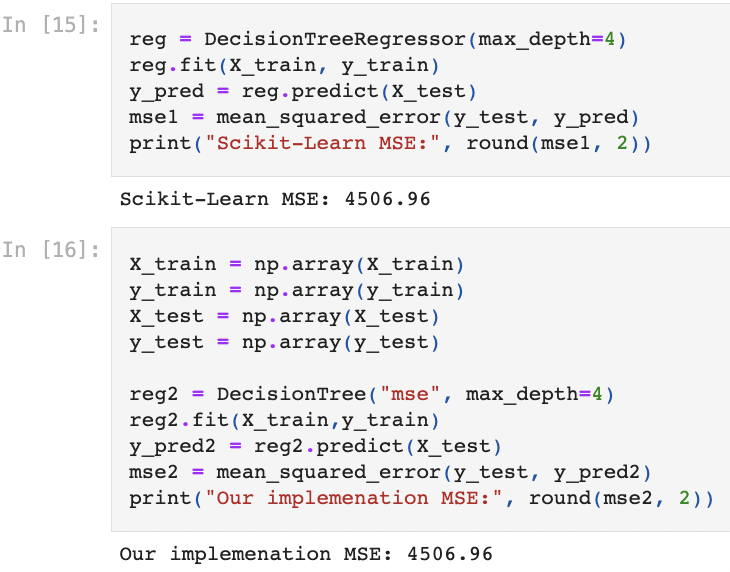 In [15]:
reg = DecisionTreeRegressor(max_depth=4)
reg.fit(X_train, y_train)
y_pred = reg.predict(X_test)
mse1 = mean_squared_error(y_test, y_pred)
print("Scikit-Learn MSE:", round(mse1, 2))
Scikit-Learn MSE: 4506.96
In [16]:
X_train = np.array(X_train)
y_train = np.array(y_train)
X_test = np.array(X_test)
y_test = np.array(y_test)
reg2 = DecisionTree("mse", max_depth=4)
reg2.fit(X_train,y_train)
y_pred2 = reg2.predict(X_test)
mse2 = mean_squared_error(y_test, y_pred2)
print("Our implemenation MSE:", round(mse2, 2))
Our implemenation MSE: 4506.96